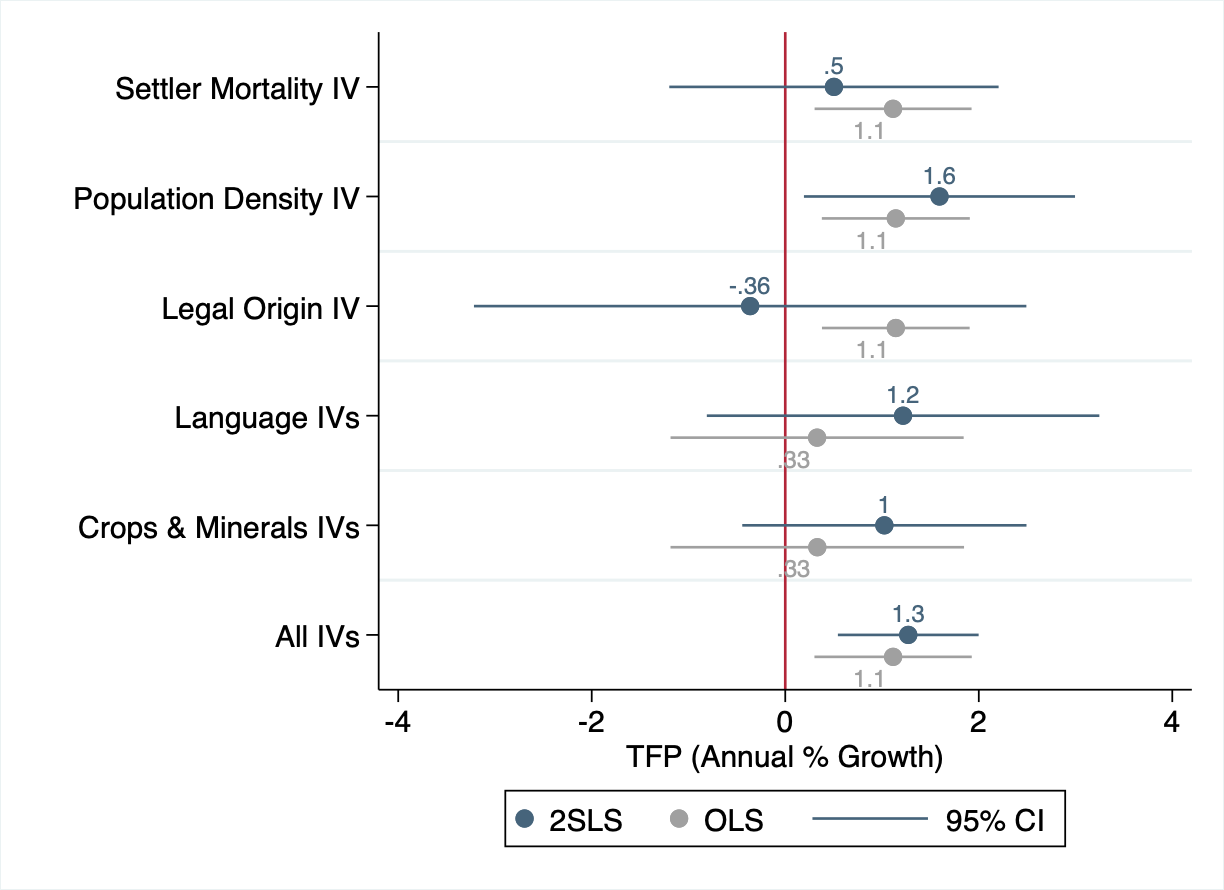 .5
Settler Mortality IV
1.1
1.6
Population Density IV
1.1
-.36
Legal Origin IV
1.1
1.2
Language IVs
.33
1
Crops & Minerals IVs
.33
1.3
All IVs
1.1
-4 -2 0 2 4
TFP (Annual % Growth)
2SLS OLS 95% CI